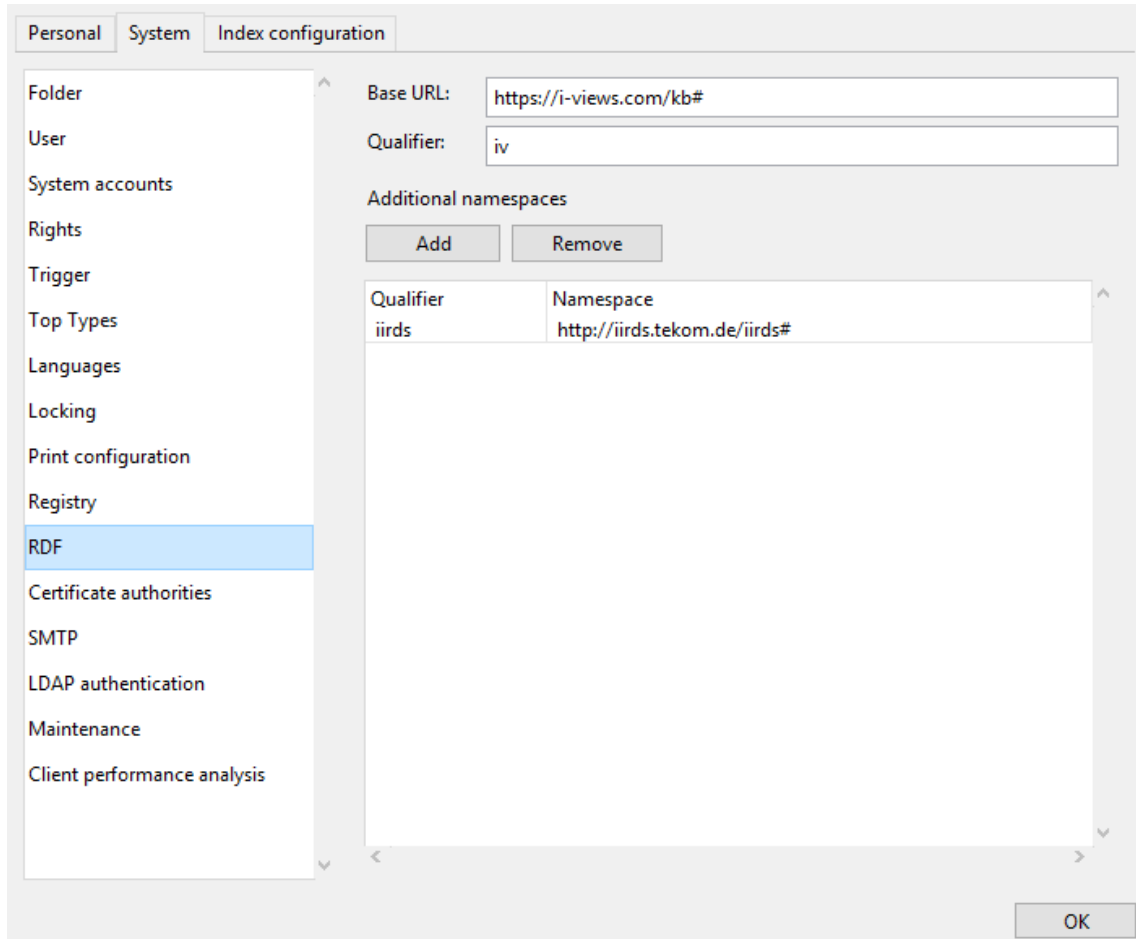 Personal System Index configuration
Folder
User
System accounts
Rights
Trigger
Top Types
Languages
Locking
Print configuration
Registry
RDF
Certificate authorities
SMTP
LDAP authentication
Maintenance
Client performance analysis
Base URL: https://i-views.com/kb#
Qualifier: iv
Additional namespaces
Add Remove
Qualifier Namespace
iirds http://iirds.tekom.de/iirds#
OK